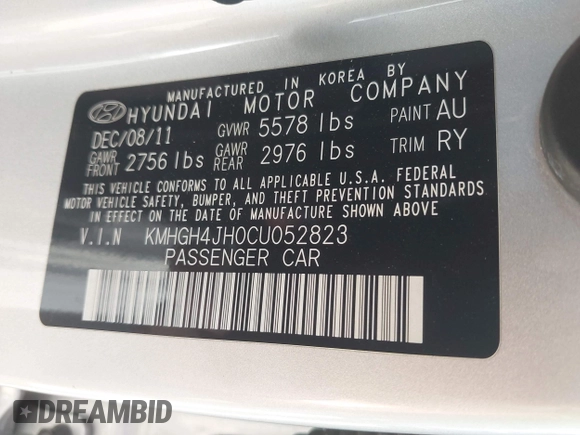 MANUFACTURED IN KOREA BY
HYUNDAI MOTOR COMPANY
DEC/08/11 GVWR 5578 lbs PAINT AU
GAWR FRONT 2756 lbs GAWR REAR 2976 lbs TRIM RY
THIS VEHICLE CONFORMS TO ALL APPLICABLE U.S.A. FEDERAL
MOTOR VEHICLE SAFETY, BUMPER, AND THEFT PREVENTION STANDARDS
IN EFFECT ON THE DATE OF MANUFACTURE SHOWN ABOVE
V.I.N KMHGH4JH0CU052823
PASSENGER CAR
DREAMBID